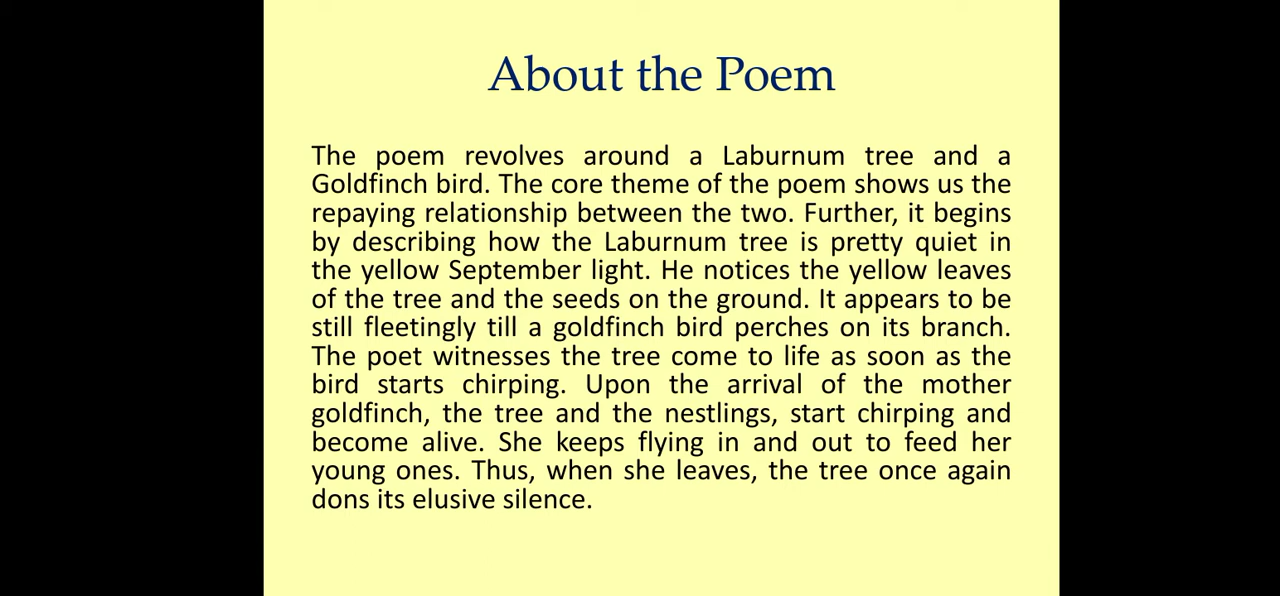 About the Poem
The poem revolves around a Laburnum tree and a
Goldfinch bird. The core theme of the poem shows us the
repaying relationship between the two. Further, it begins
by describing how the Laburnum tree is pretty quiet in
the yellow September light. He notices the yellow leaves
of the tree and the seeds on the ground. It appears to be
still fleetingly till a goldfinch bird perches on its branch.
The poet witnesses the tree come to life as soon as the
bird starts chirping. Upon the arrival of the mother
goldfinch, the tree and the nestlings, start chirping and
become alive. She keeps flying in and out to feed her
young ones. Thus, when she leaves, the tree once again
dons its elusive silence.